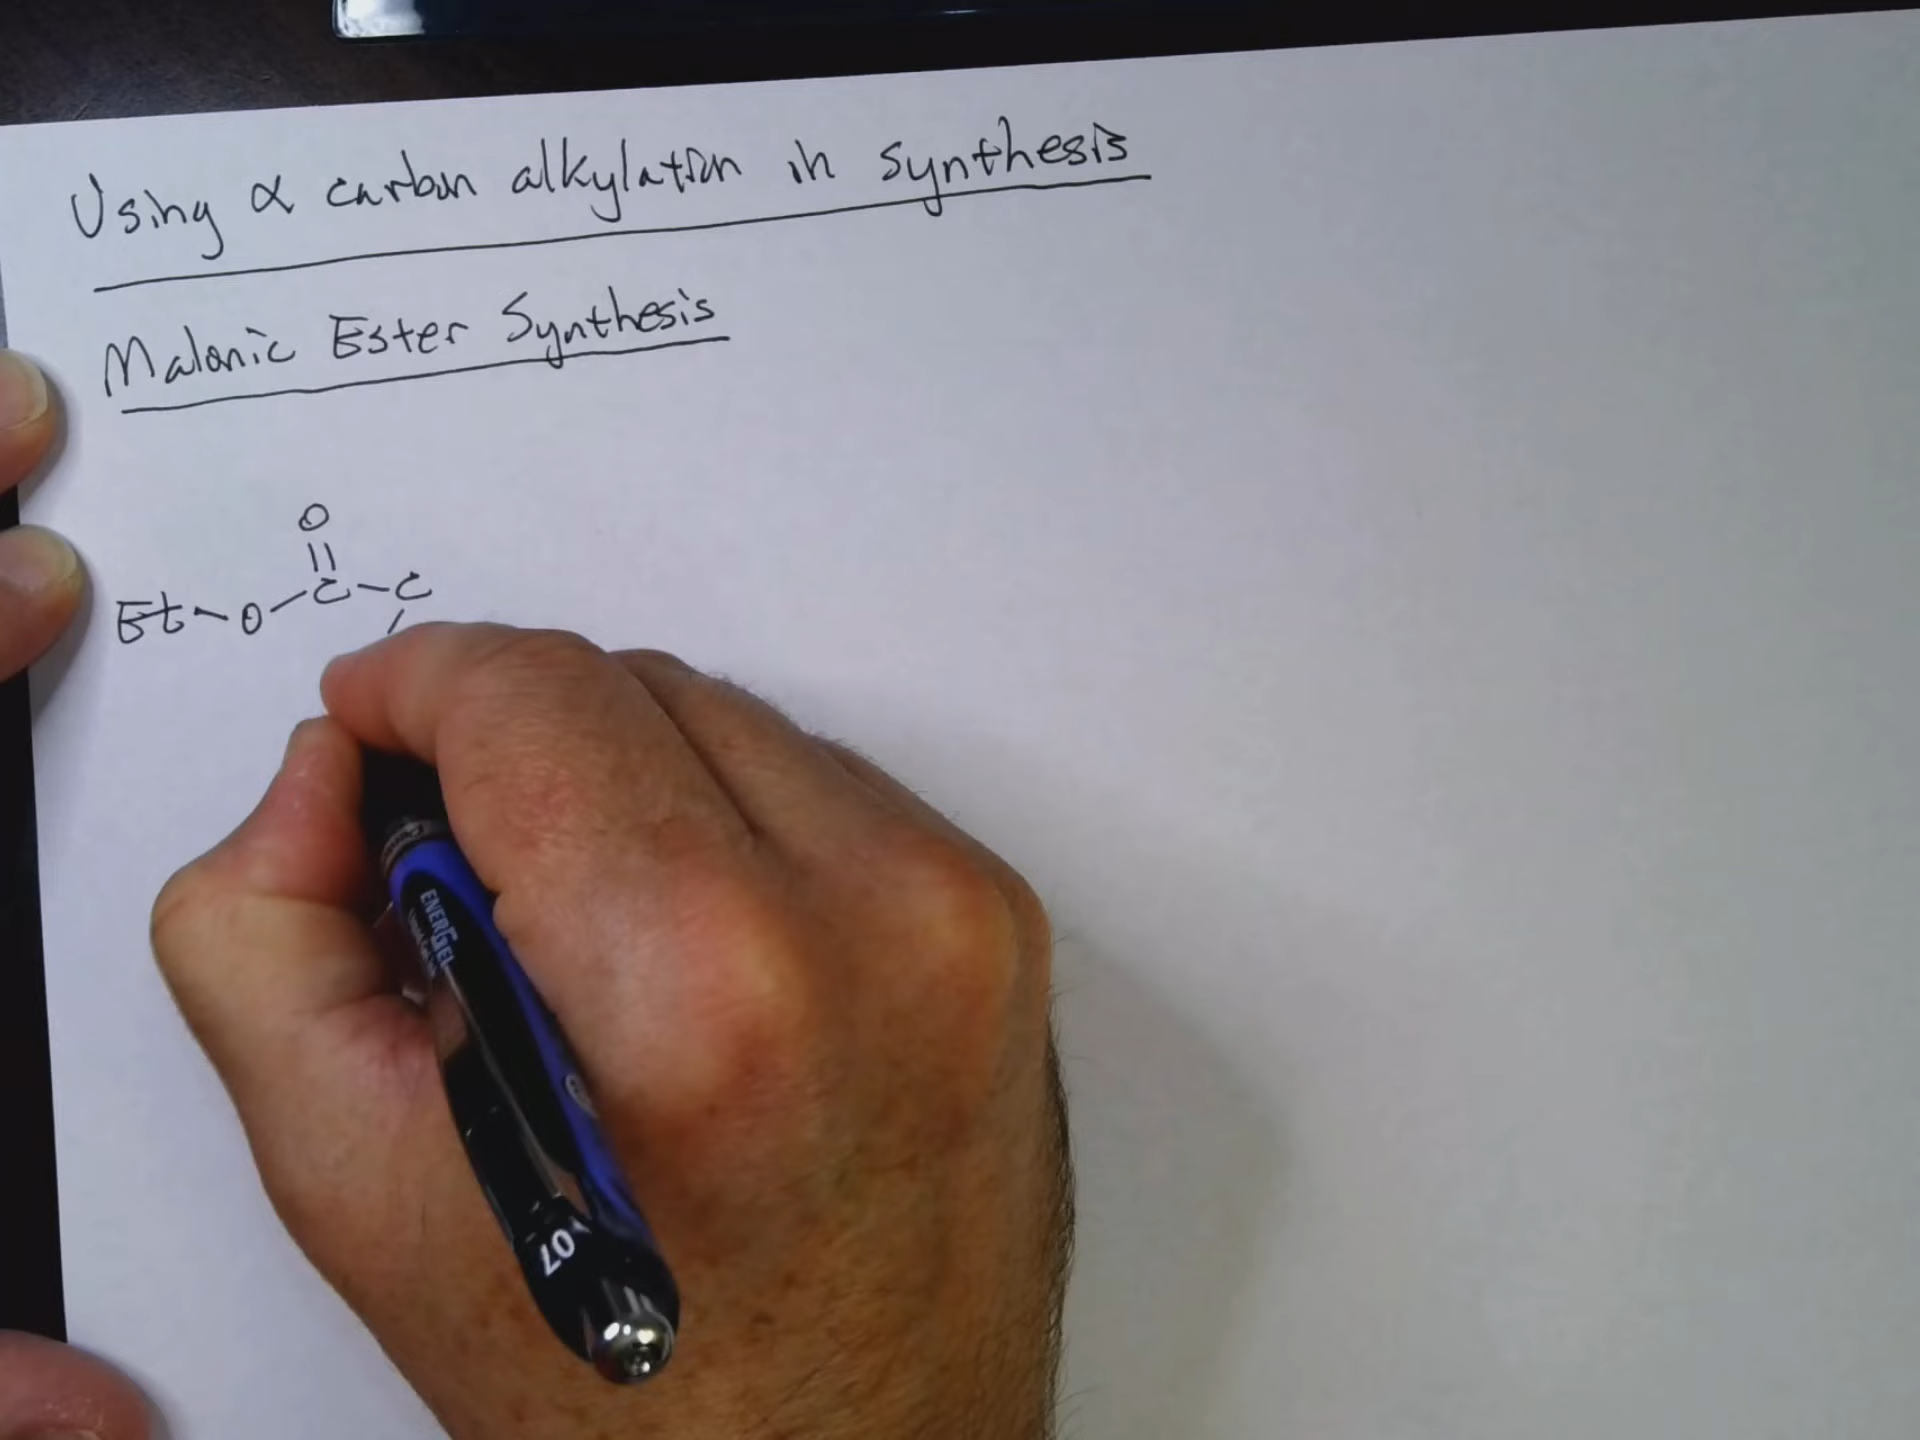 Using α carbon alkylation in synthesis
Malonic Ester Synthesis
O
Et-O-C-C
ENERGEL
07